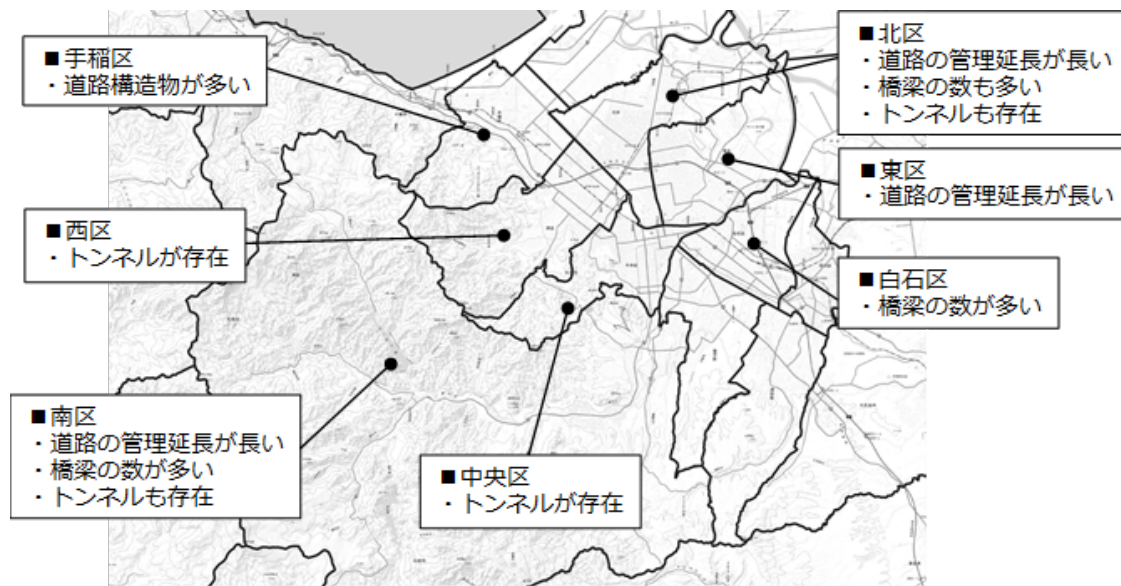 ■手稲区
・道路構造物が多い
■北区
・道路の管理延長が長い
・橋梁の数も多い
・トンネルも存在
■東区
・道路の管理延長が長い
■西区
・トンネルが存在
■白石区
・橋梁の数が多い
■南区
・道路の管理延長が長い
・橋梁の数が多い
・トンネルも存在
■中央区
・トンネルが存在